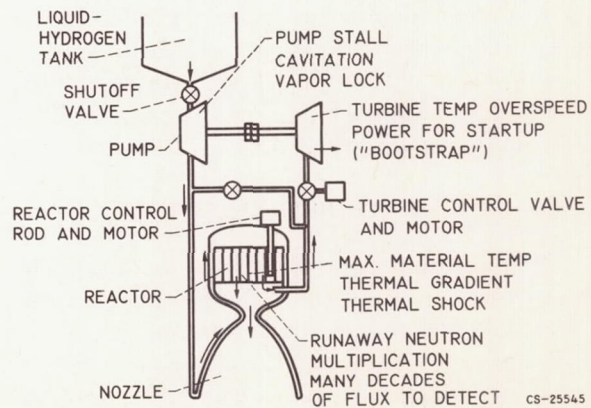 LIQUID-
HYDROGEN
TANK
PUMP STALL
CAVITATION
VAPOR LOCK
SHUTOFF
VALVE
TURBINE TEMP OVERSPEED
POWER FOR STARTUP
("BOOTSTRAP")
PUMP
REACTOR CONTROL
ROD AND MOTOR
TURBINE CONTROL VALVE
AND MOTOR
MAX. MATERIAL TEMP
THERMAL GRADIENT
THERMAL SHOCK
REACTOR
RUNAWAY NEUTRON
MULTIPLICATION
MANY DECADES
OF FLUX TO DETECT
NOZZLE
CS-25545